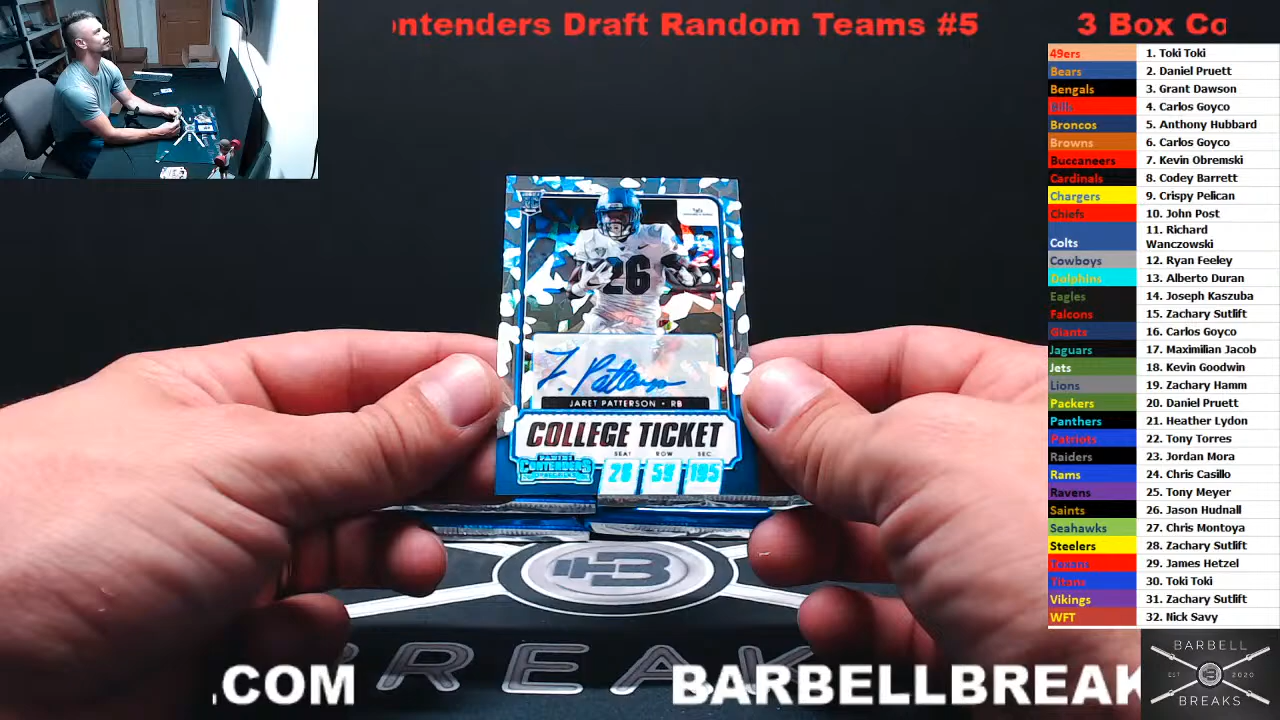 ontenders Draft Random Teams #5 3 Box Co
49ers 1. Toki Toki
Bears 2. Daniel Pruett
Bengals 3. Grant Dawson
Bills 4. Carlos Goyco
Broncos 5. Anthony Hubbard
Browns 6. Carlos Goyco
Buccaneers 7. Kevin Obremski
Cardinals 8. Codey Barrett
Chargers 9. Crispy Pelican
Chiefs 10. John Post
Colts 11. Richard Wanczowski
Cowboys 12. Ryan Feeley
Dolphins 13. Alberto Duran
Eagles 14. Joseph Kaszuba
Falcons 15. Zachary Sutlift
Giants 16. Carlos Goyco
Jaguars 17. Maximilian Jacob
Jets 18. Kevin Goodwin
Lions 19. Zachary Hamm
Packers 20. Daniel Pruett
Panthers 21. Heather Lydon
Patriots 22. Tony Torres
Raiders 23. Jordan Mora
Rams 24. Chris Casillo
Ravens 25. Tony Meyer
Saints 26. Jason Hudnall
Seahawks 27. Chris Montoya
Steelers 28. Zachary Sutlift
Texans 29. James Hetzel
Titans 30. Toki Toki
Vikings 31. Zachary Sutlift
WFT 32. Nick Savy
26
J. Patterson
JARET PATTERSON • RB
COLLEGE TICKET
SEAT ROW SEC.
PANINI
CONTENDERS
28 59 105
B
REAK
.COM BARBELLBREAK
BARBELL
EST 2020
BREAKS